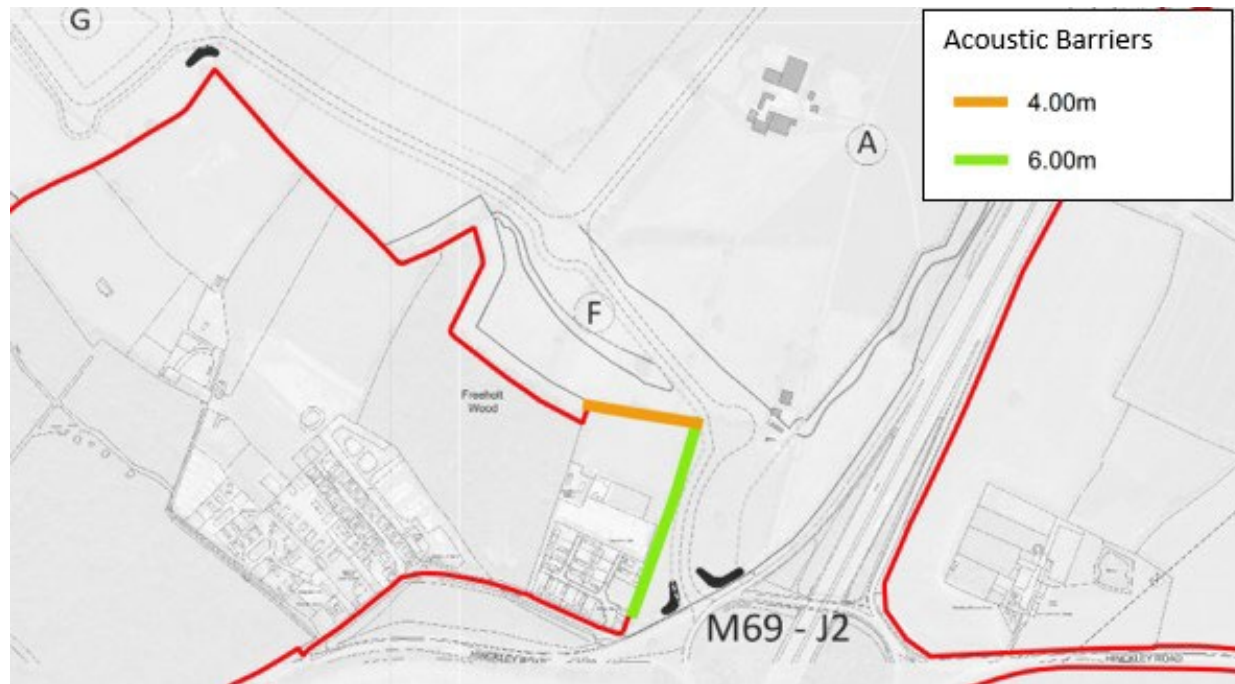 G
Acoustic Barriers
4.00m
6.00m
A
F
Freeholt
Wood
M69 - J2
HINCKLEY ROAD
HINCKLEY ROAD